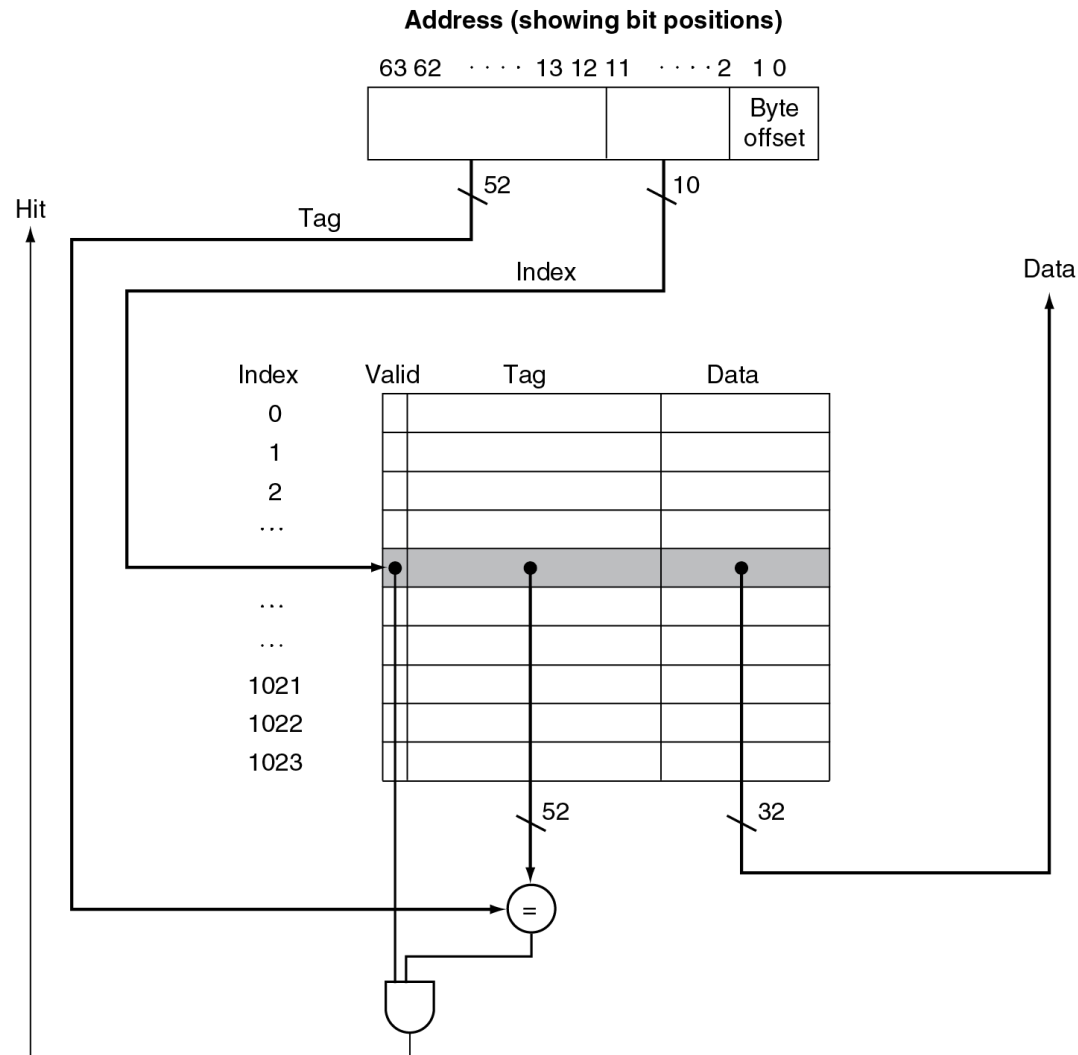 Address (showing bit positions)
63 62 · · · · 13 12 11 · · · · 2 1 0
Byte
offset
52
10
Hit
Tag
Index
Data
Index Valid Tag Data
0
1
2
...
...
...
1021
1022
1023
52
32
=